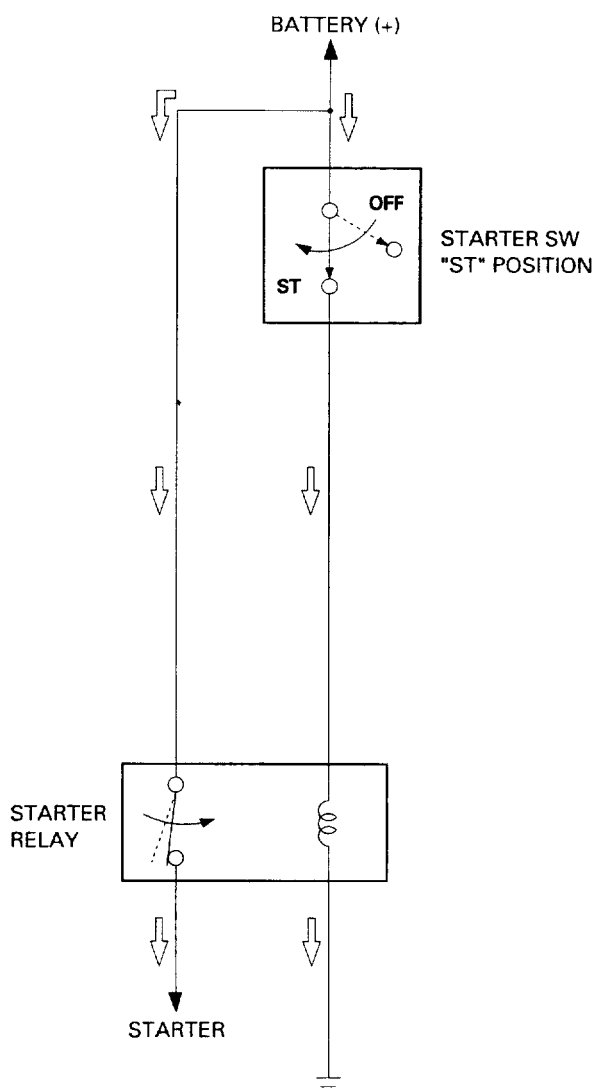 BATTERY (+)
OFF
STARTER SW
"ST" POSITION
ST
STARTER
RELAY
STARTER